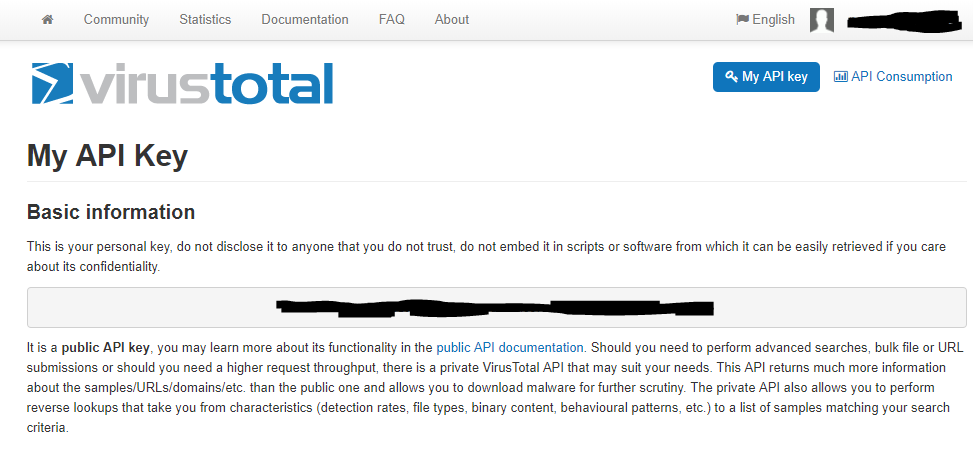 Community Statistics Documentation FAQ About English
virustotal
My API key API Consumption
My API Key
Basic information
This is your personal key, do not disclose it to anyone that you do not trust, do not embed it in scripts or software from which it can be easily retrieved if you care
about its confidentiality.
It is a public API key, you may learn more about its functionality in the public API documentation. Should you need to perform advanced searches, bulk file or URL
submissions or should you need a higher request throughput, there is a private VirusTotal API that may suit your needs. This API returns much more information
about the samples/URLs/domains/etc. than the public one and allows you to download malware for further scrutiny. The private API also allows you to perform
reverse lookups that take you from characteristics (detection rates, file types, binary content, behavioural patterns, etc.) to a list of samples matching your search
criteria.